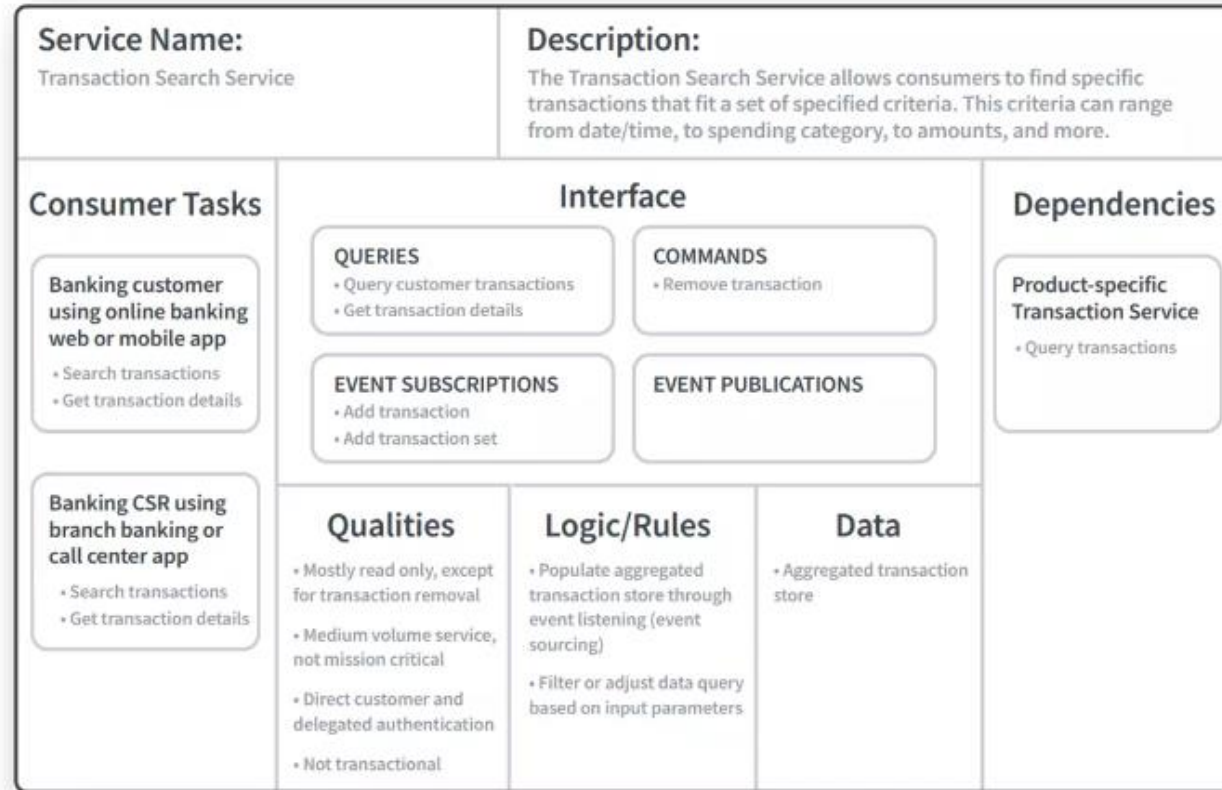 Service Name:
Transaction Search Service
Description:
The Transaction Search Service allows consumers to find specific
transactions that fit a set of specified criteria. This criteria can range
from date/time, to spending category, to amounts, and more.
Consumer Tasks
Banking customer
using online banking
web or mobile app
• Search transactions
• Get transaction details
Banking CSR using
branch banking or
call center app
• Search transactions
• Get transaction details
Interface
QUERIES
• Query customer transactions
• Get transaction details
COMMANDS
• Remove transaction
EVENT SUBSCRIPTIONS
• Add transaction
• Add transaction set
EVENT PUBLICATIONS
Qualities
• Mostly read only, except
for transaction removal
• Medium volume service,
not mission critical
• Direct customer and
delegated authentication
• Not transactional
Logic/Rules
• Populate aggregated
transaction store through
event listening (event
sourcing)
• Filter or adjust data query
based on input parameters
Data
• Aggregated transaction
store
Dependencies
Product-specific
Transaction Service
• Query transactions